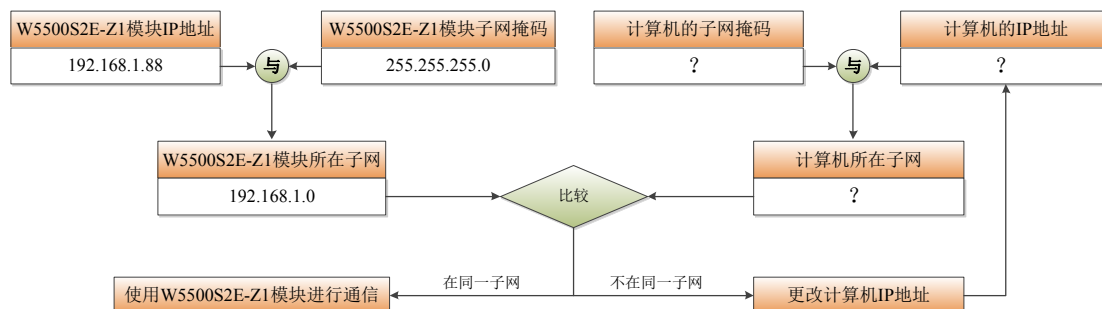 W5500S2E-Z1模块IP地址
192.168.1.88
与
W5500S2E-Z1模块子网掩码
255.255.255.0
计算机的子网掩码
?
与
计算机的IP地址
?
W5500S2E-Z1模块所在子网
192.168.1.0
比较
计算机所在子网
?
在同一子网
不在同一子网
使用W5500S2E-Z1模块进行通信
更改计算机IP地址